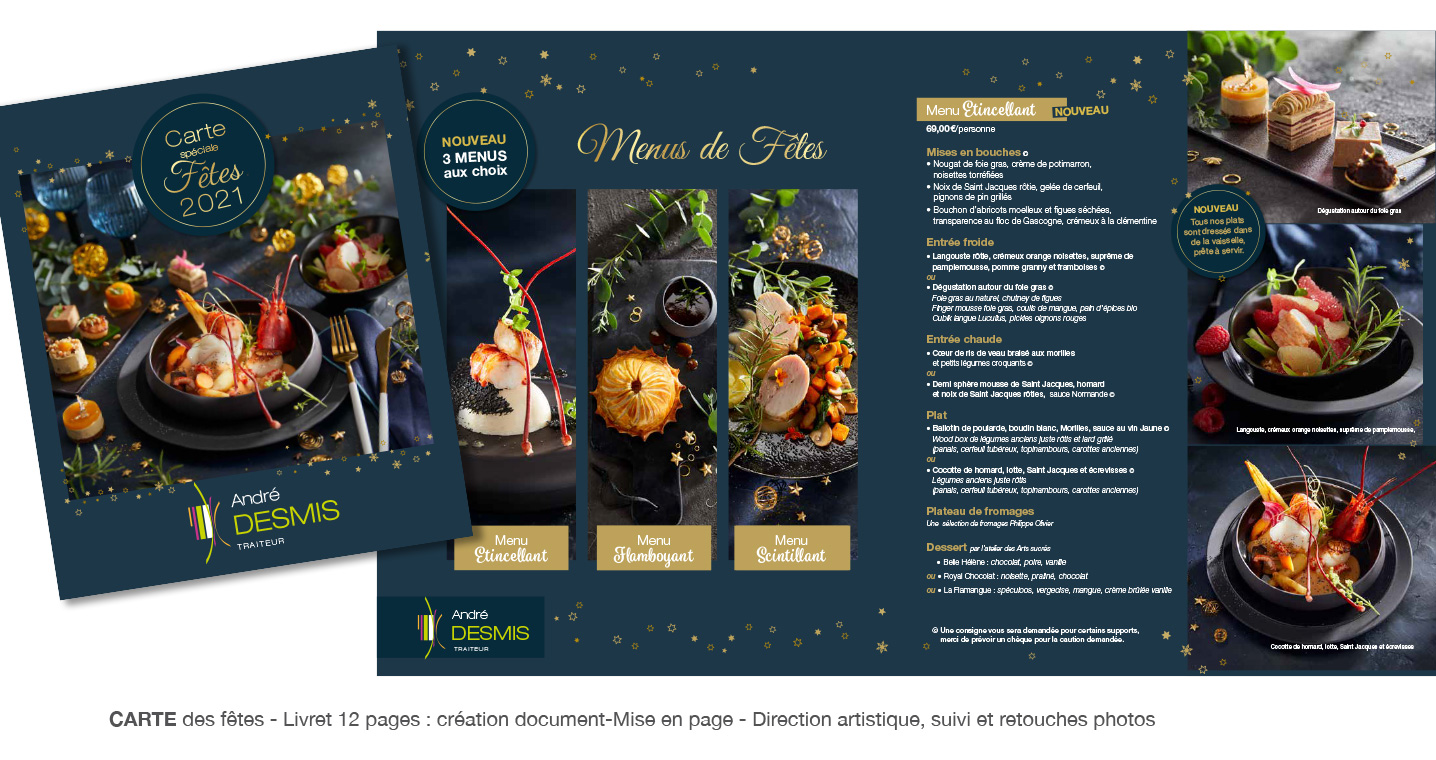 Carte
spéciale
Fêtes
2021
André
DESMIS
TRAITEUR
NOUVEAU
3 MENUS
aux choix
Menus de Fêtes
Menu
Etincellant
Menu
Flamboyant
Menu
Scintillant
André
DESMIS
TRAITEUR
Menu Etincellant NOUVEAU
69,00€/personne
Mises en bouches ©
• Nougat de foie gras, crème de potimarron,
noisettes torréfiées
• Noix de Saint Jacques rôtie, gelée de cerfeuil,
pignons de pin grillés
• Bouchon d'abricots moelleux et figues séchées,
transparence au floc de Gascogne, crémeux à la clémentine
Entrée froide
• Langouste rôtie, crémeux orange noisettes, suprême de
pamplemousse, pomme granny et framboises ©
ou
• Dégustation autour du foie gras ©
Foie gras au naturel, chutney de figues
Finger mousse foie gras, coulis de mangue, pain d'épices bio
Cubik langue Lucullus, pickles oignons rouges
Entrée chaude
• Cœur de ris de veau braisé aux morilles
et petits légumes croquants ©
ou
• Demi sphère mousse de Saint Jacques, homard
et noix de Saint Jacques rôties, sauce Normande ©
Plat
• Ballotin de poularde, boudin blanc, Morilles, sauce au vin Jaune ©
Wood box de légumes anciens juste rôtis et lard grillé
(panais, cerfeuil tubéreux, topinambours, carottes anciennes)
ou
• Cocotte de homard, lotte, Saint Jacques et écrevisses ©
Légumes anciens juste rôtis
(panais, cerfeuil tubéreux, topinambours, carottes anciennes)
Plateau de fromages
Une sélection de fromages Philippe Olivier
Dessert par l'atelier des Arts sucrés
• Belle Hélène : chocolat, poire, vanille
ou • Royal Chocolat : noisette, praliné, chocolat
ou • La Flamangue : spéculoos, vergeoise, mangue, crème brûlée vanille
© Une consigne vous sera demandée pour certains supports,
merci de prévoir un chèque pour la caution demandée.
Dégustation autour du foie gras
NOUVEAU
Tous nos plats
sont dressés dans
de la vaisselle,
prête à servir.
Langouste, crémeux orange noisettes, suprême de pamplemousse,
Cocotte de homard, lotte, Saint Jacques et écrevisses
CARTE des fêtes - Livret 12 pages : création document-Mise en page - Direction artistique, suivi et retouches photos